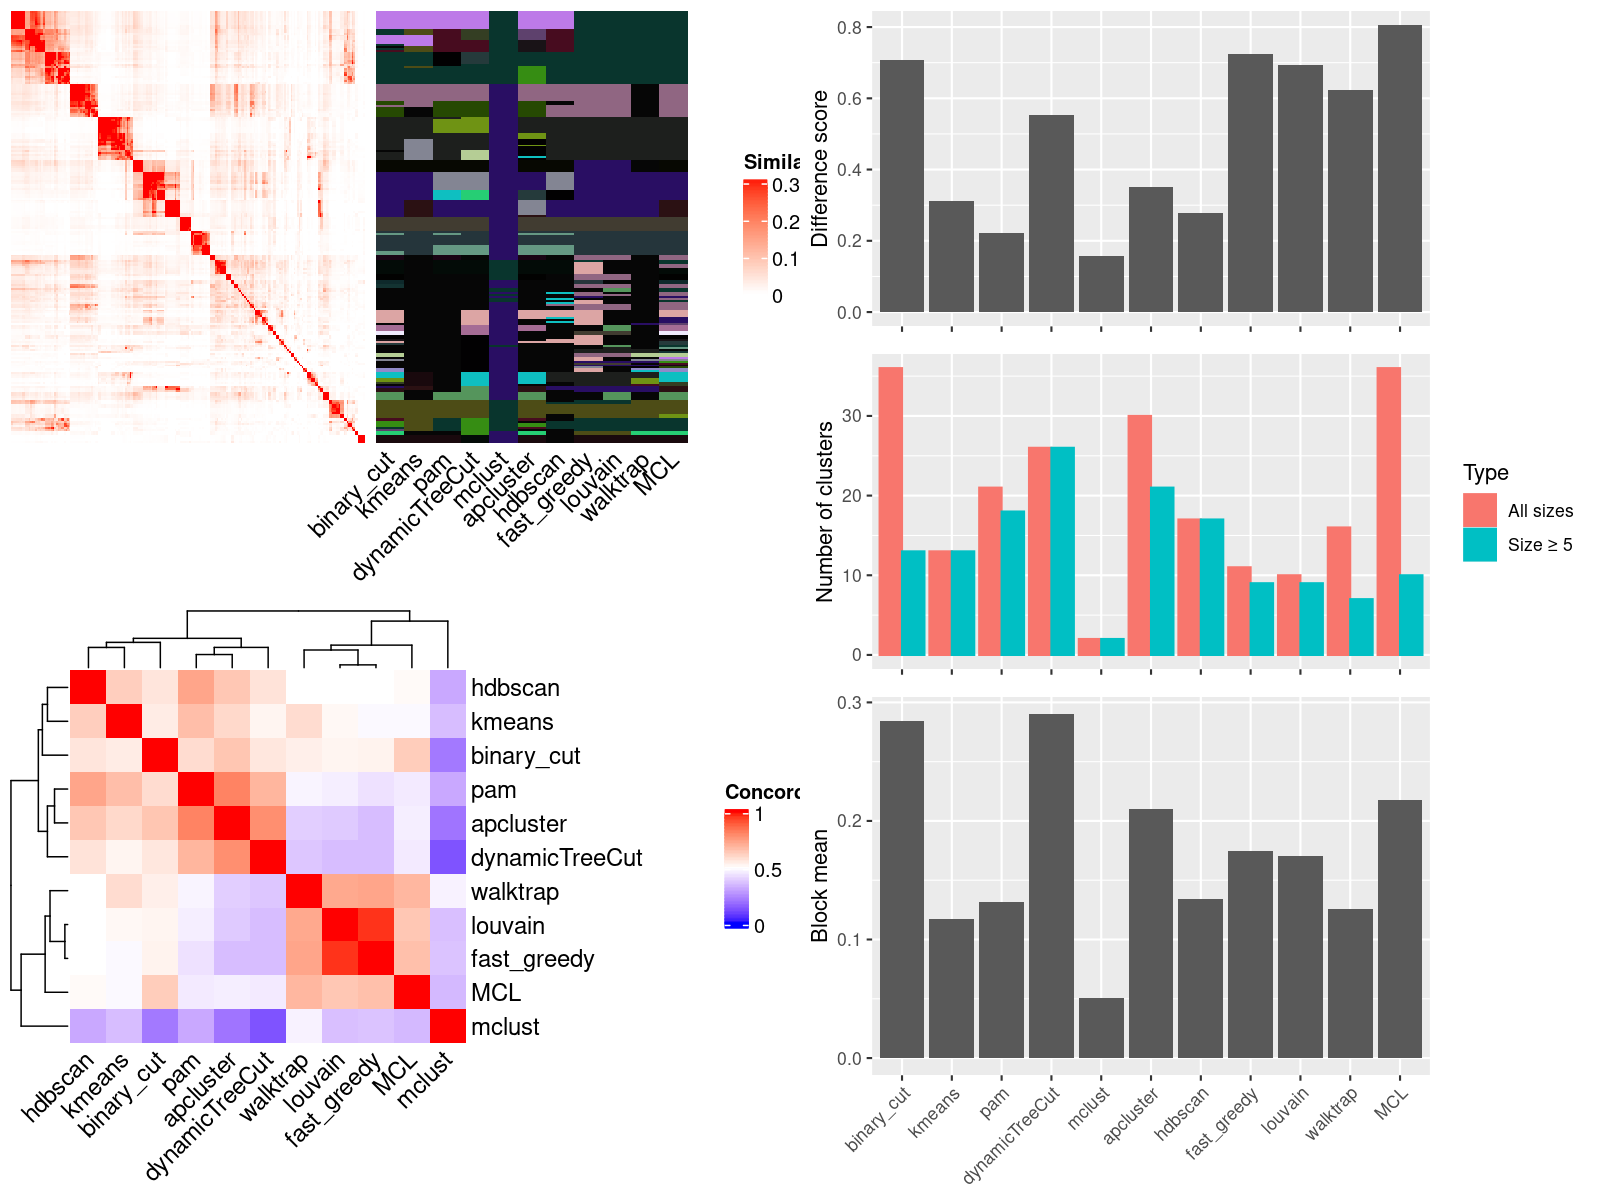 Simila
0.3
0.2
0.1
0
binary_cut
kmeans
pam
dynamicTreeCut
mclust
apcluster
hdbscan
fast_greedy
louvain
walktrap
MCL
hdbscan
kmeans
binary_cut
pam
apcluster
dynamicTreeCut
walktrap
louvain
fast_greedy
MCL
mclust
hdbscan
kmeans
binary_cut
pam
apcluster
dynamicTreeCut
walktrap
louvain
fast_greedy
MCL
mclust
Concord
1
0.5
0
Difference score
0.8
0.6
0.4
0.2
0.0
Number of clusters
30
20
10
0
Type
All sizes
Size ≥ 5
Block mean
0.3
0.2
0.1
0.0
binary_cut
kmeans
pam
dynamicTreeCut
mclust
apcluster
hdbscan
fast_greedy
louvain
walktrap
MCL